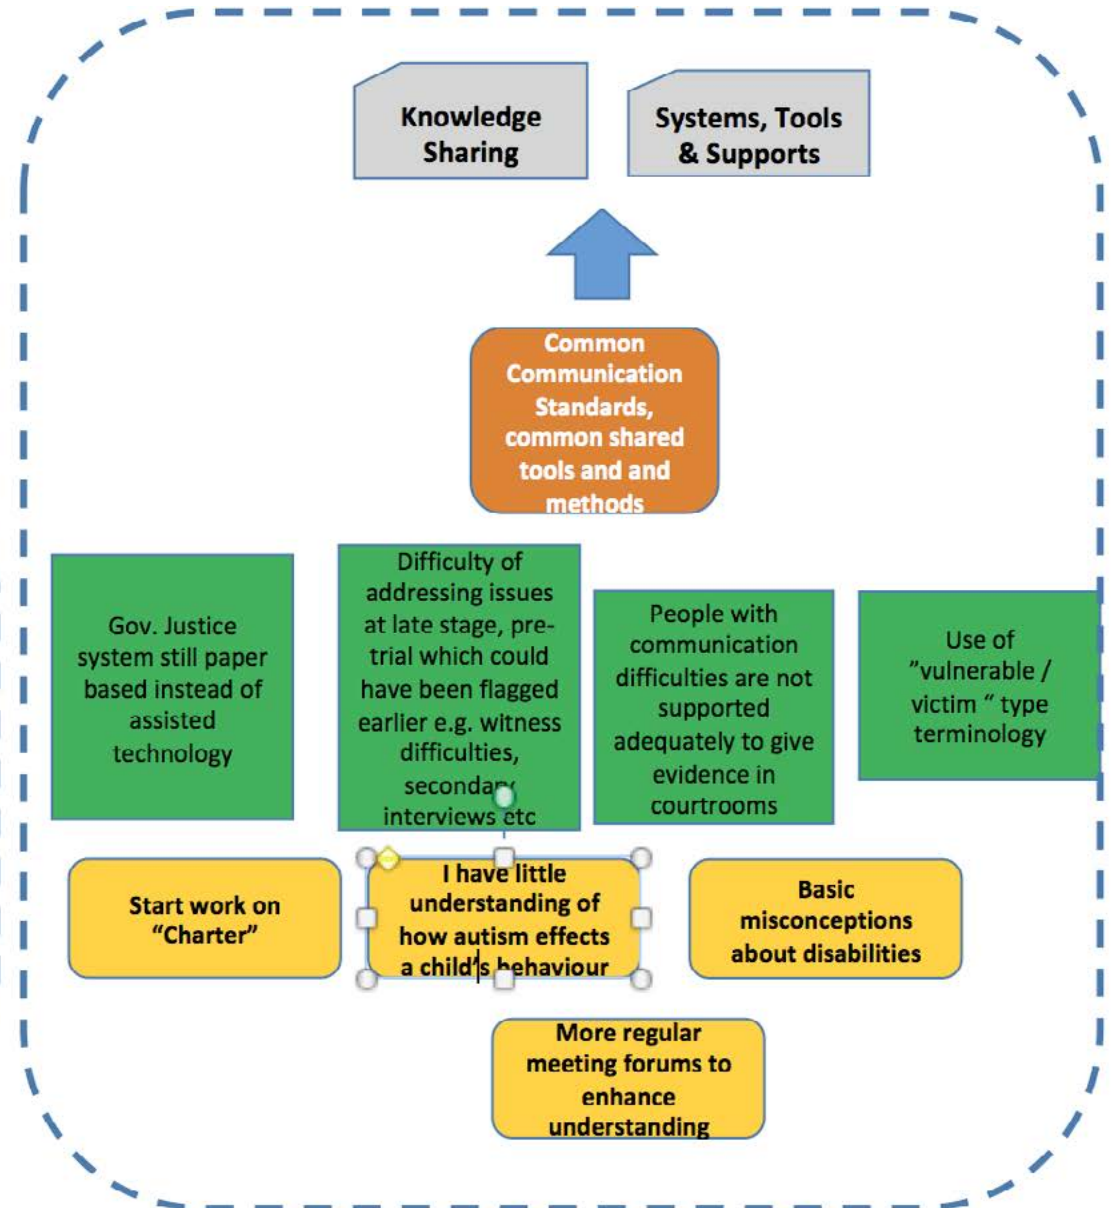 Knowledge
Sharing
Systems, Tools
& Supports
Common
Communication
Standards,
common shared
tools and and
methods
Gov. Justice
system still paper
based instead of
assisted
technology
Difficulty of
addressing issues
at late stage, pre-
trial which could
have been flagged
earlier e.g. witness
difficulties,
secondary
interviews etc
People with
communication
difficulties are not
supported
adequately to give
evidence in
courtrooms
Use of
”vulnerable /
victim “ type
terminology
Start work on
“Charter”
I have little
understanding of
how autism effects
a child’s behaviour
Basic
misconceptions
about disabilities
More regular
meeting forums to
enhance
understanding